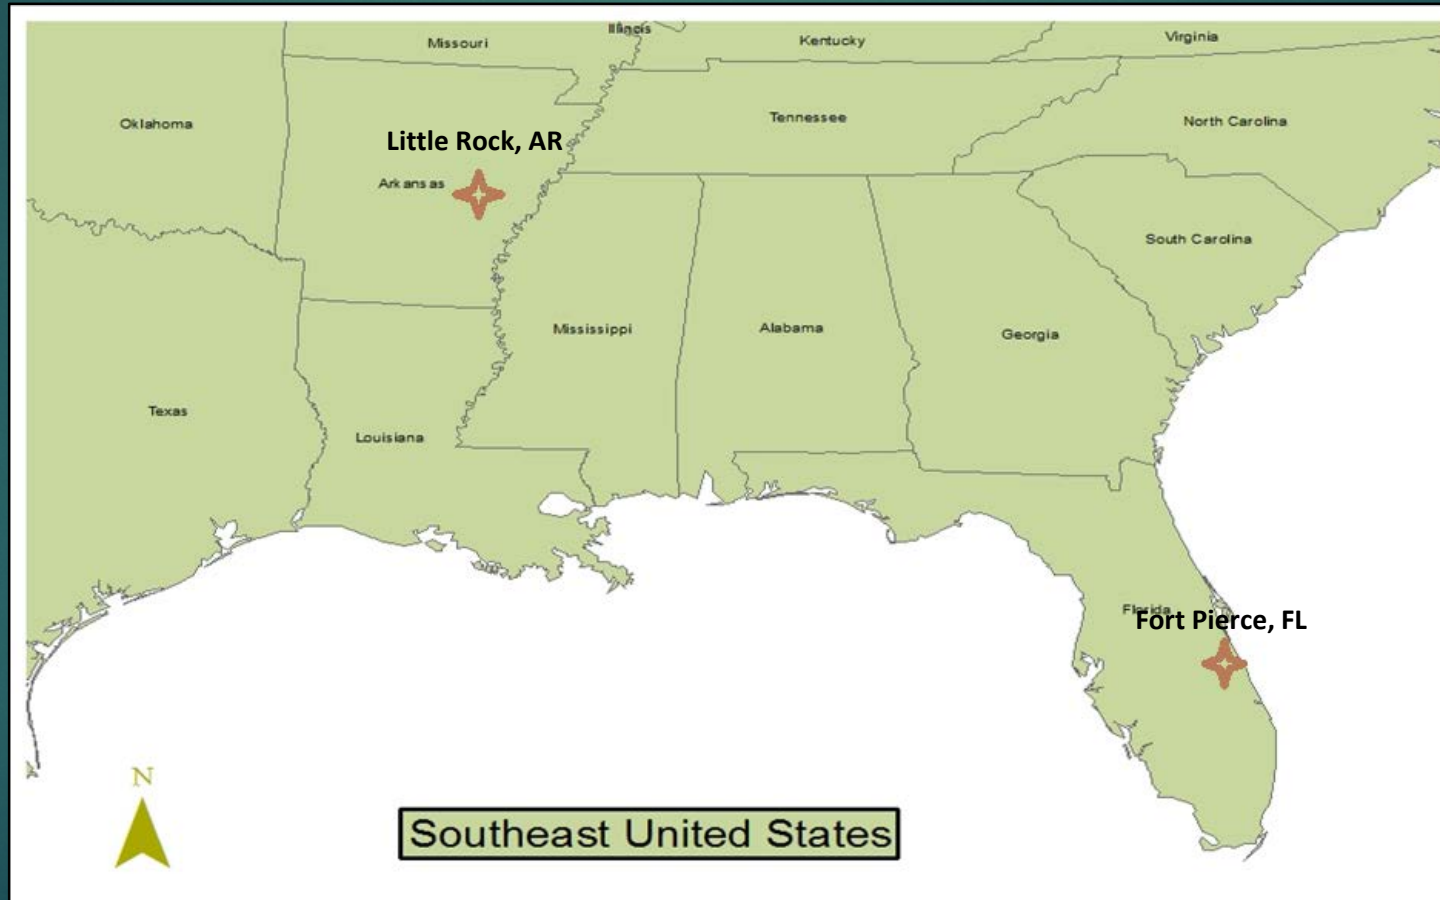 Missouri
Illinois
Kentucky
Virginia
Oklahoma
Tennessee
North Carolina
Little Rock, AR
Arkansas
South Carolina
Mississippi
Alabama
Georgia
Texas
Louisiana
Florida
Fort Pierce, FL
N
Southeast United States